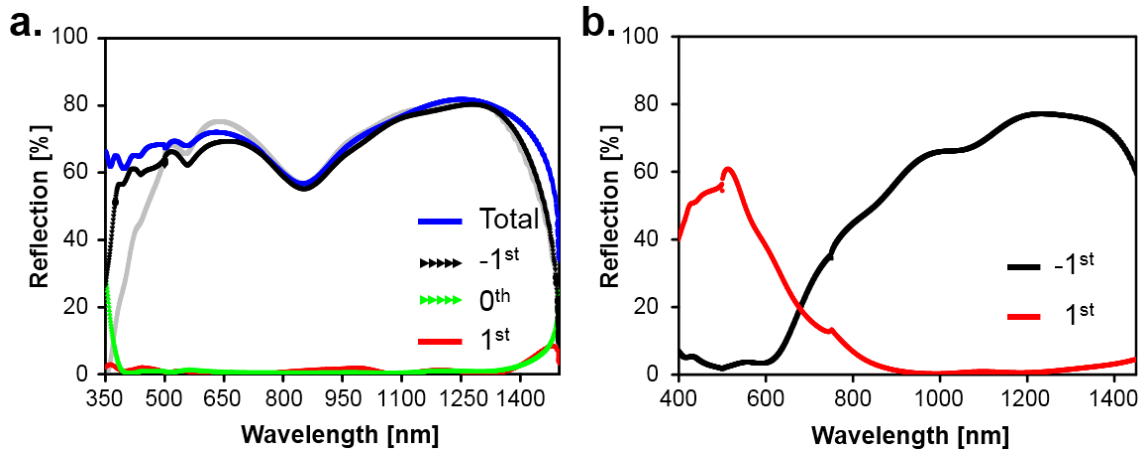 a.
100
80
60
40
20
0
Reflection [%]
Total
-1st
0th
1st
350 500 650 800 950 1100 1250 1400
Wavelength [nm]
b.
100
80
60
40
20
0
Reflection [%]
-1st
1st
400 600 800 1000 1200 1400
Wavelength [nm]